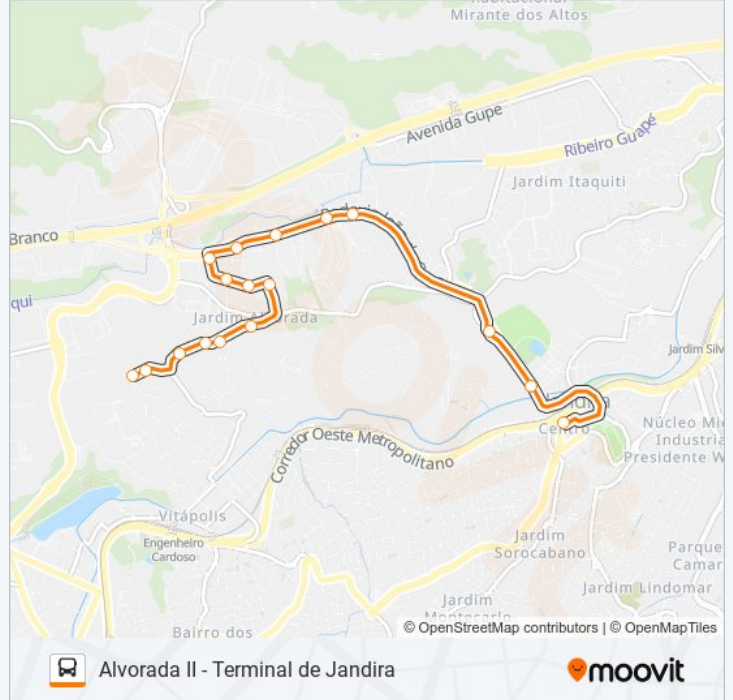 Mirante dos Altos
Avenida Gupe
Ribeiro Guapé
Jardim Itaquiti
Branco
qui
Jardim Alvorada
Jardim Silv
Centro
Núcleo Mi
Industria
Presidente W
Corredor Oeste Metropolitano
Vitápolis
Engenheiro
Cardoso
Jardim
Sorocabano
Parque
Camar
Jardim Lindomar
Jardim
Bairro dos
© OpenStreetMap contributors | © OpenMapTiles
Alvorada II - Terminal de Jandira
moovit